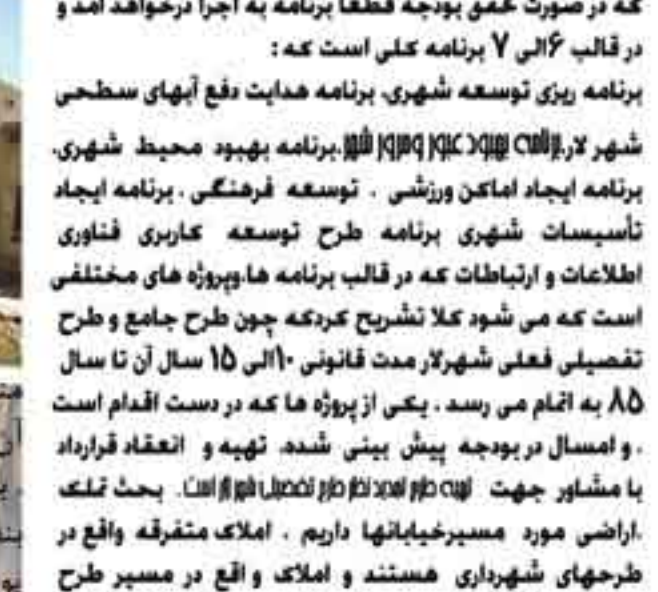 که در صورت تحقق بودجه قطعا برنامه به اجرا درخواهد آمد و
در قالب ۶الی ۷ برنامه کلی است که :
برنامه ریزی توسعه شهری، برنامه هدایت دفع آبهای سطحی
شهر لار،برنامه بهبود عبور ومرور شهر،برنامه بهبود محیط شهری،
برنامه ایجاد اماکن ورزشی ، توسعه فرهنگی ، برنامه ایجاد
تأسیسات شهری برنامه طرح توسعه کاربری فناوری
اطلاعات و ارتباطات که در قالب برنامه ها،وپروژه های مختلفی
است که می شود کلا تشریح کردکه چون طرح جامع و طرح
تفصیلی فعلی شهرلار مدت قانونی ۱۰الی ۱۵ سال آن تا سال
۸۵ به اتمام می رسد ، یکی از پروژه ها که در دست اقدام است
، و امسال در بودجه پیش بینی شده، تهیه و انعقاد قرارداد
با مشاور جهت تهیه طرح تجدید نظر طرح تفصیلی شهر لار است. بحث تملک
،اراضی مورد مسیرخیابانها داریم ، املاک متفرقه واقع در
طرحهای شهرداری هستند و املاک واقع در مسیر طرح